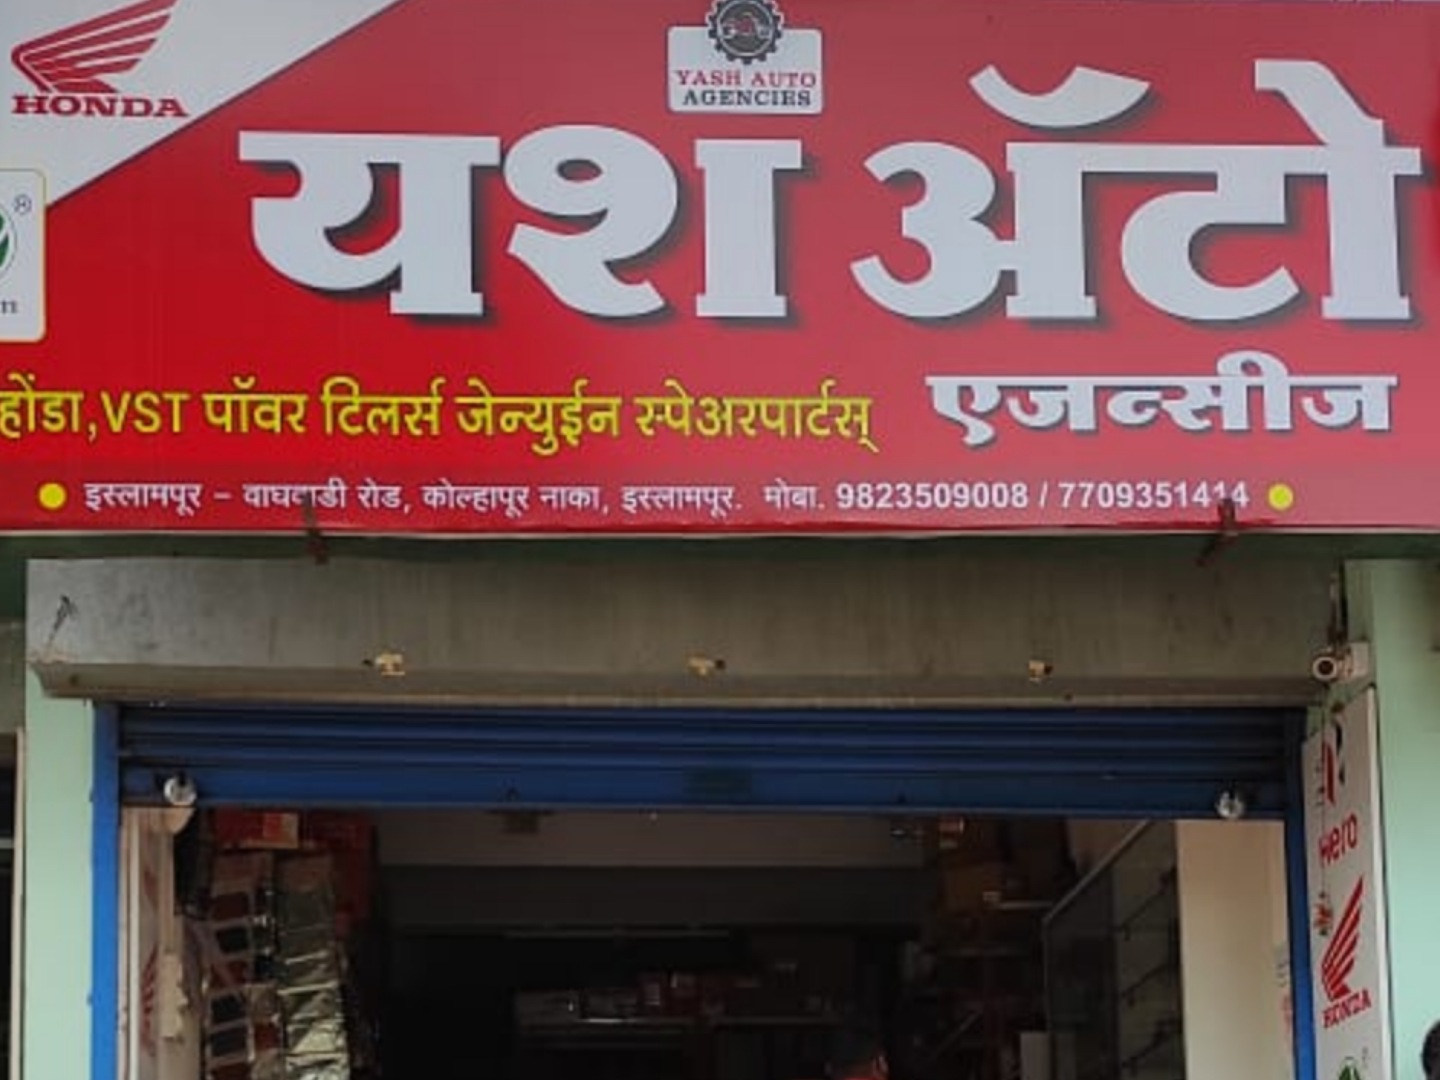 HONDA
YASH AUTO
AGENCIES
यश ॲटो
एजन्सीज
होंडा,VST पॉवर टिलर्स जेन्युईन स्पेअरपार्टस्
इस्लामपूर – वाघवाडी रोड, कोल्हापूर नाका, इस्लामपूर. मोबा. 9823509008 / 7709351414
Hero
HONDA